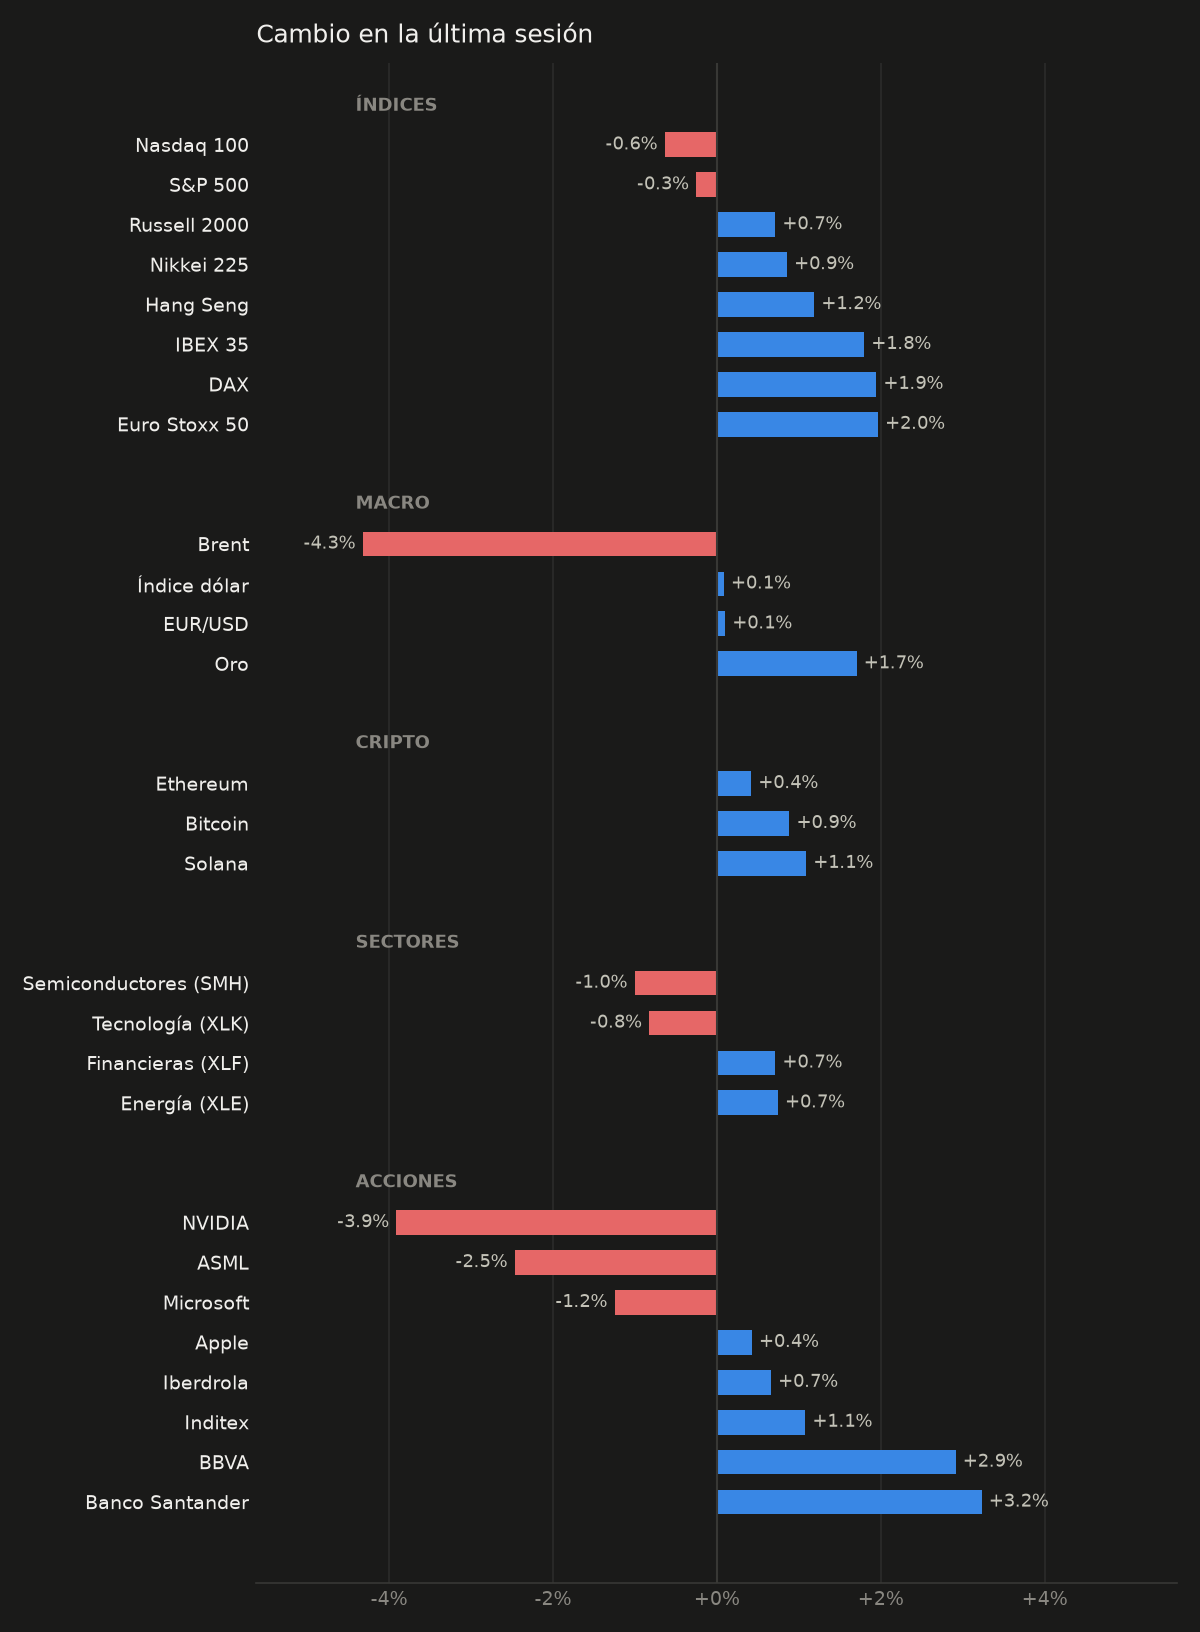 Cambio en la última sesión
ÍNDICES
Nasdaq 100 -0.6%
S&P 500 -0.3%
Russell 2000 +0.7%
Nikkei 225 +0.9%
Hang Seng +1.2%
IBEX 35 +1.8%
DAX +1.9%
Euro Stoxx 50 +2.0%
MACRO
Brent -4.3%
Índice dólar +0.1%
EUR/USD +0.1%
Oro +1.7%
CRIPTO
Ethereum +0.4%
Bitcoin +0.9%
Solana +1.1%
SECTORES
Semiconductores (SMH) -1.0%
Tecnología (XLK) -0.8%
Financieras (XLF) +0.7%
Energía (XLE) +0.7%
ACCIONES
NVIDIA -3.9%
ASML -2.5%
Microsoft -1.2%
Apple +0.4%
Iberdrola +0.7%
Inditex +1.1%
BBVA +2.9%
Banco Santander +3.2%
-4% -2% +0% +2% +4%